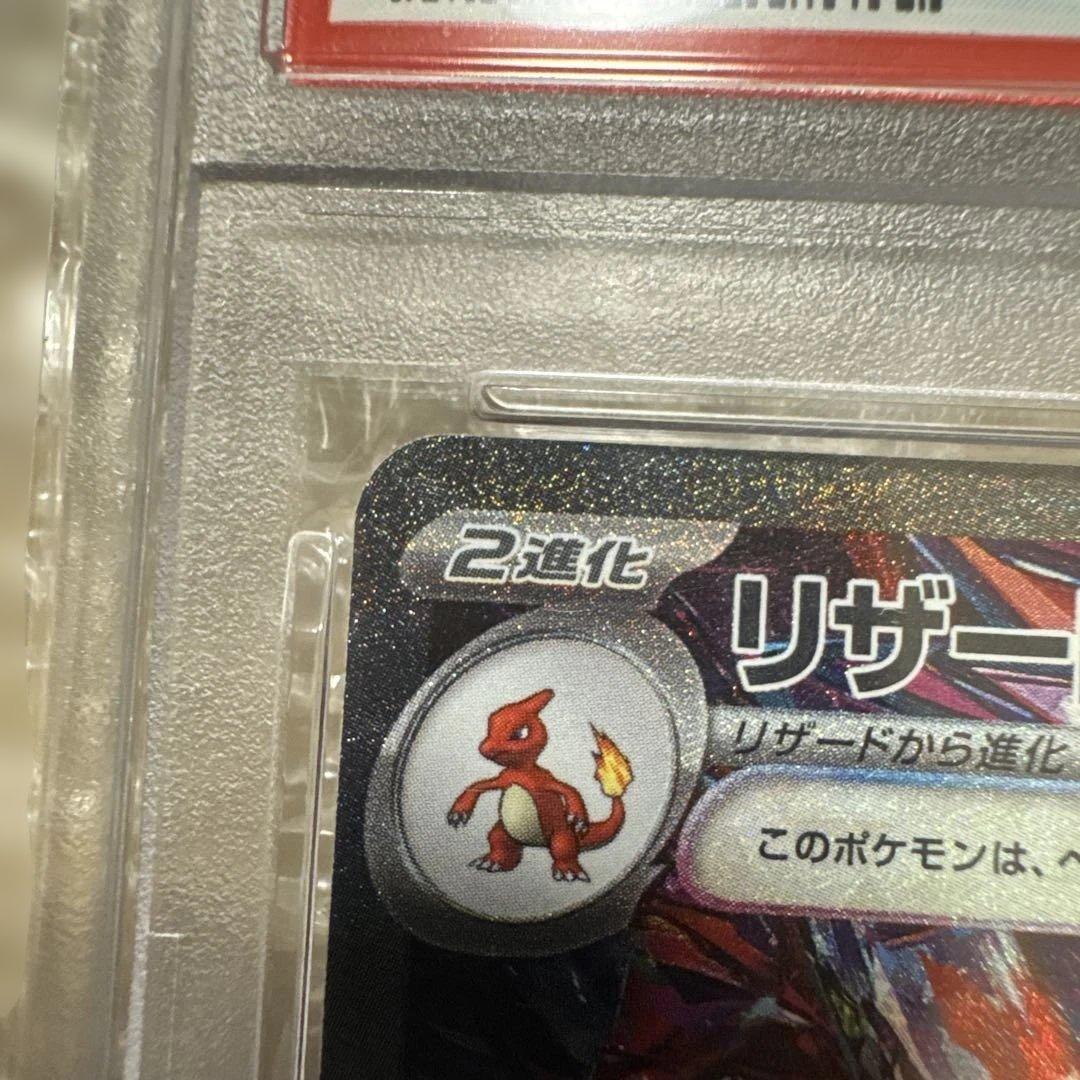 2進化
リザー
リザードから進化
このポケモンは、